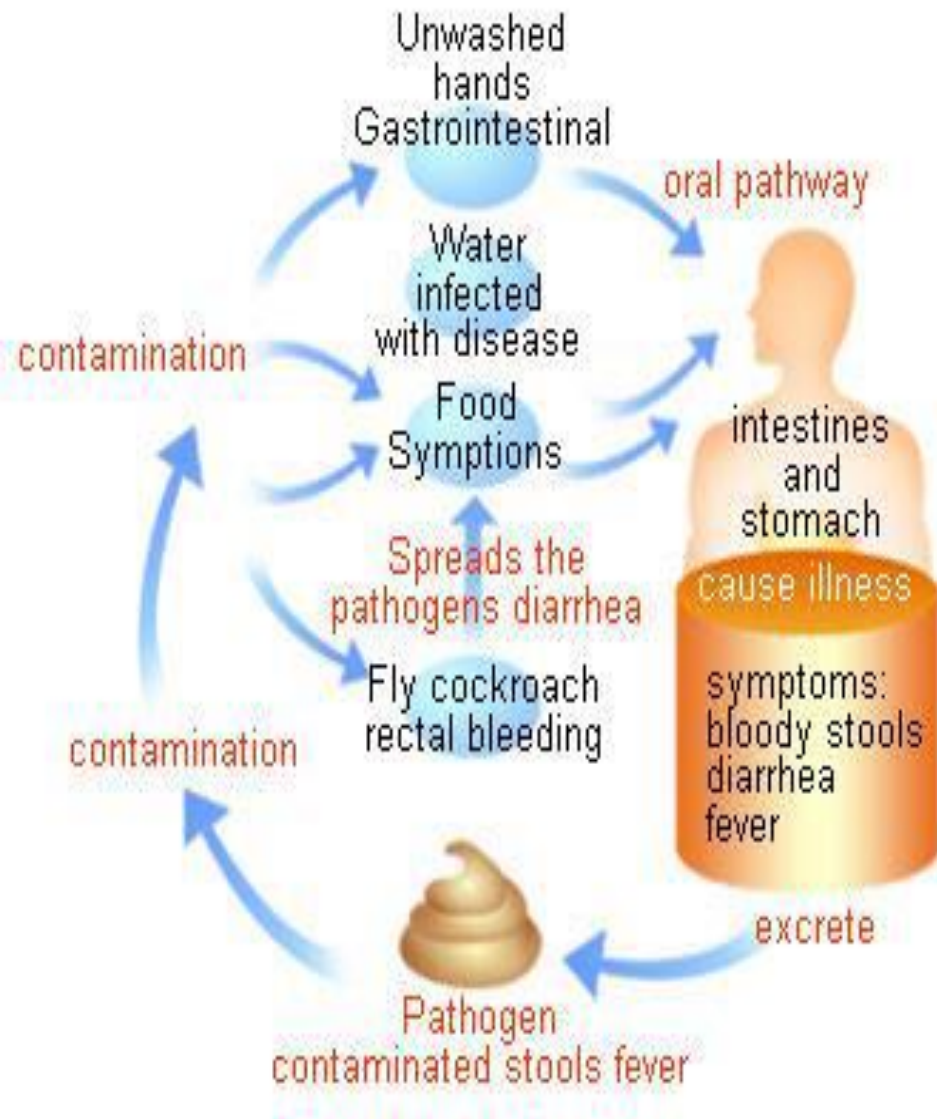 Unwashed
hands
Gastrointestinal
oral pathway
Water
infected
with disease
contamination
Food
Symptions
intestines
and
stomach
Spreads the
pathogens diarrhea
cause illness
Fly cockroach
rectal bleeding
symptoms:
bloody stools
diarrhea
fever
contamination
excrete
Pathogen
contaminated stools fever